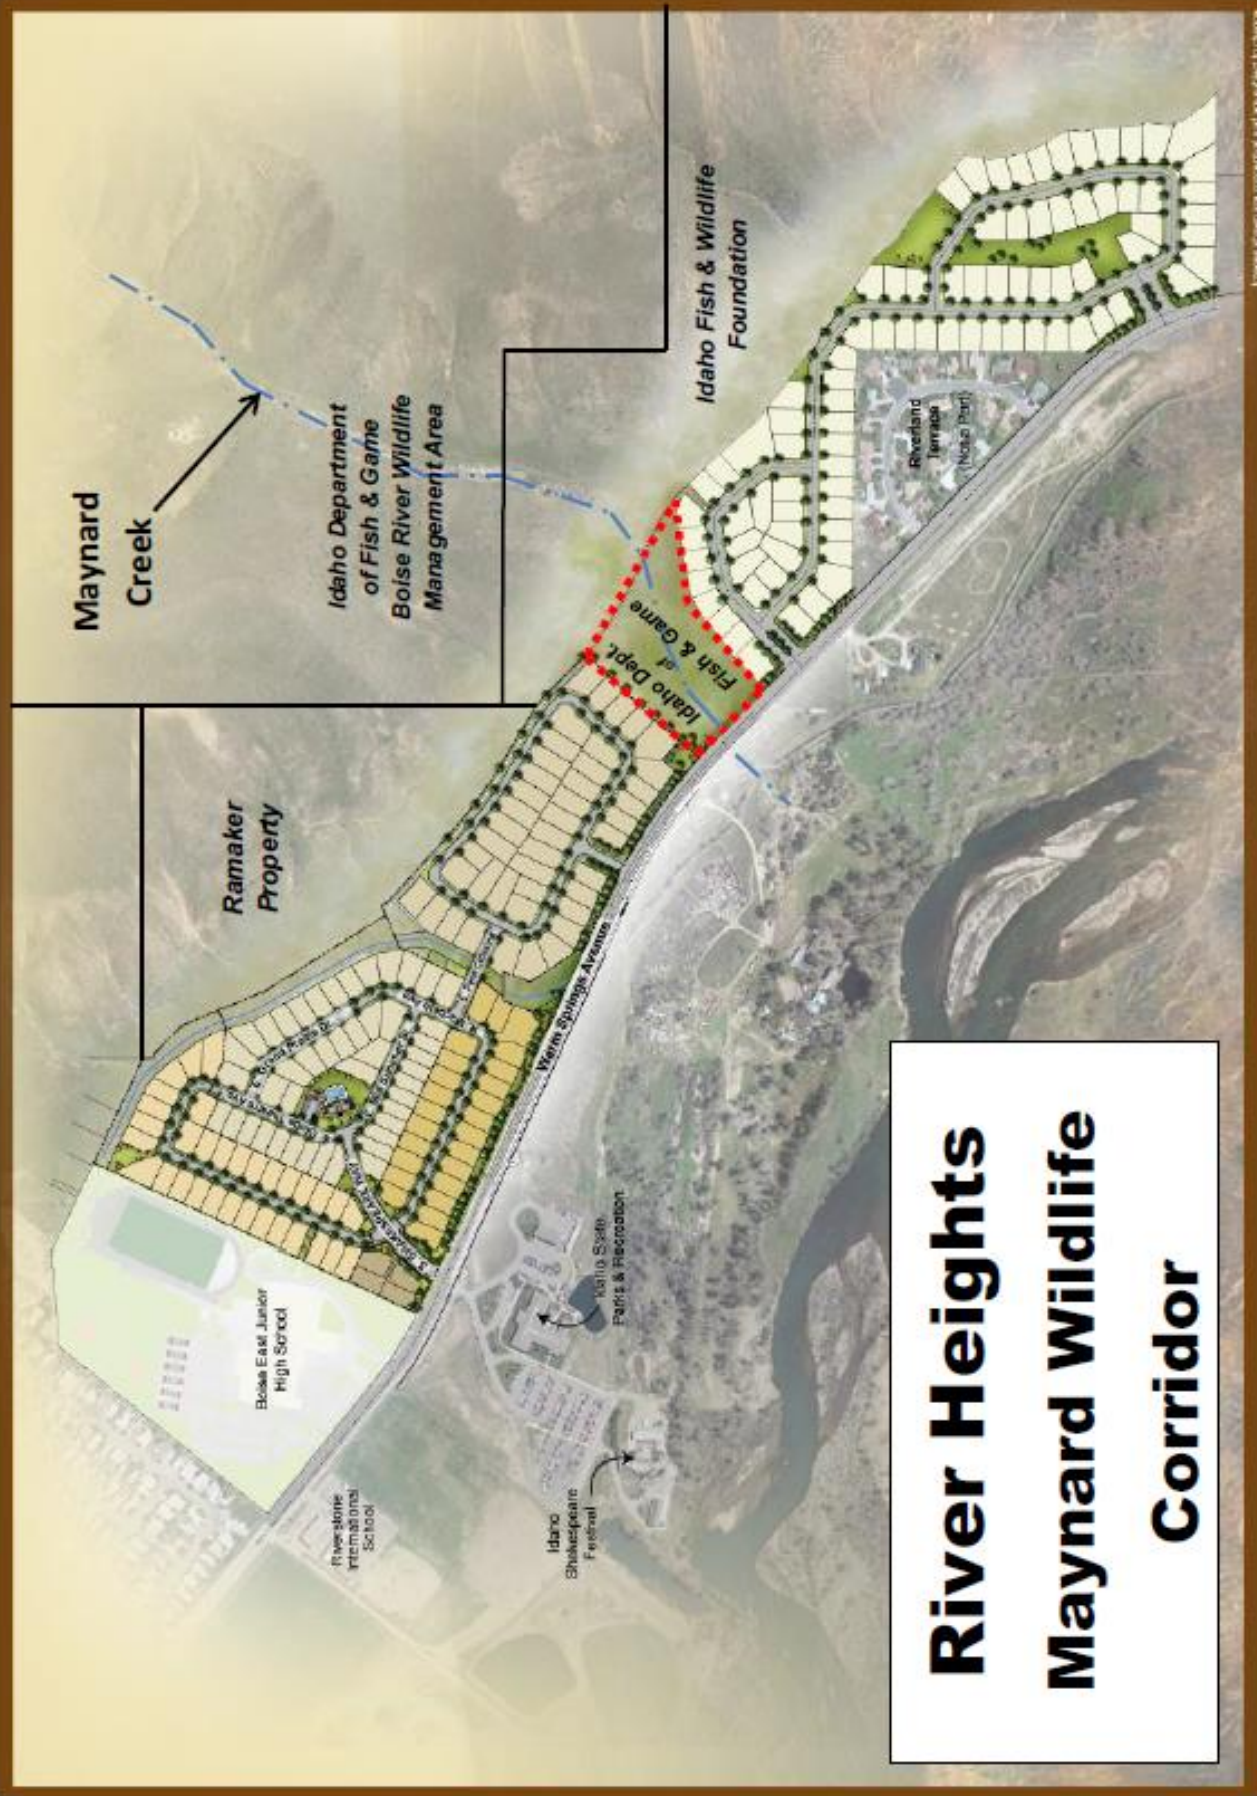 Maynard
Creek
Idaho Department
of Fish & Game
Boise River Wildlife
Management Area
Idaho Fish & Wildlife
Foundation
Ramaker
Property
Idaho Dept.
of
Fish & Game
Riverland
Terrace
(Not a Part)
Warm Springs Avenue
Boise East Junior
High School
Riverstone
International
School
Idaho State
Parks & Recreation
Idaho
Shakespeare
Festival
River Heights
Maynard Wildlife
Corridor